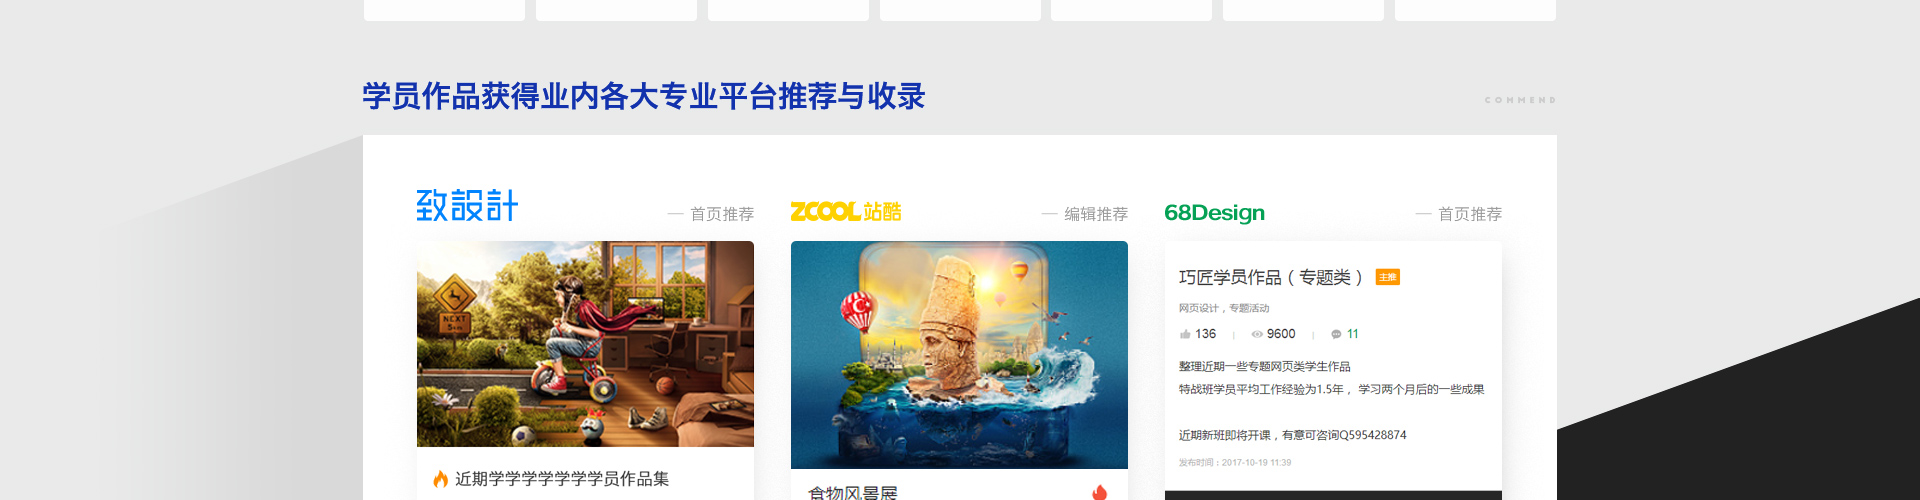 学员作品获得业内各大专业平台推荐与收录
COMMEND
致設計
— 首页推荐
ZCOOL 站酷
— 编辑推荐
68Design
— 首页推荐
NEXT
5km
近期学学学学学学学员作品集
食物风景展
巧匠学员作品（专题类） 主推
网页设计，专题活动
136 | 9600 | 11
整理近期一些专题网页类学生作品
特战班学员平均工作经验为1.5年， 学习两个月后的一些成果
近期新班即将开课，有意可咨询Q595428874
发布时间：2017-10-19 11:39